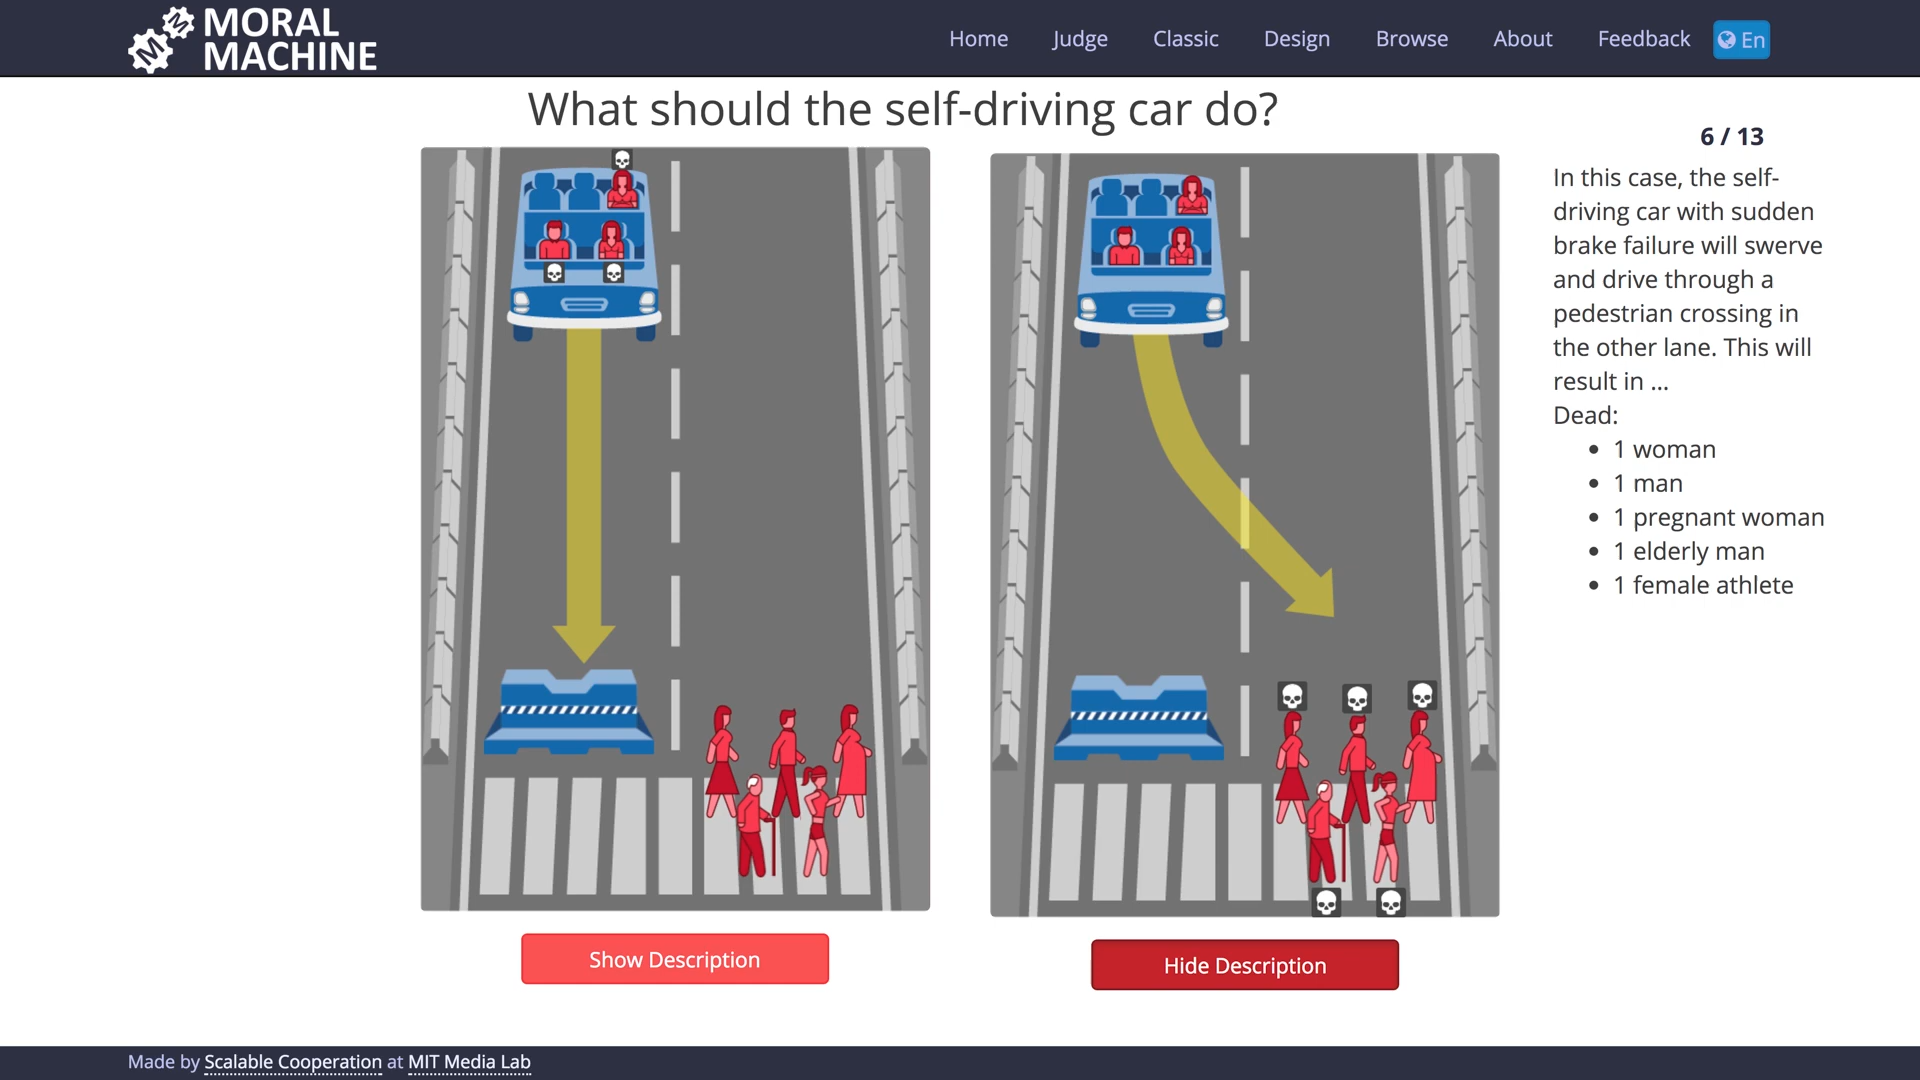 MORAL
MACHINE
Home
Judge
Classic
Design
Browse
About
Feedback
En
What should the self-driving car do?
6 / 13
In this case, the self-
driving car with sudden
brake failure will swerve
and drive through a
pedestrian crossing in
the other lane. This will
result in ...
Dead:
1 woman
1 man
1 pregnant woman
1 elderly man
1 female athlete
Show Description
Hide Description
Made by Scalable Cooperation at MIT Media Lab